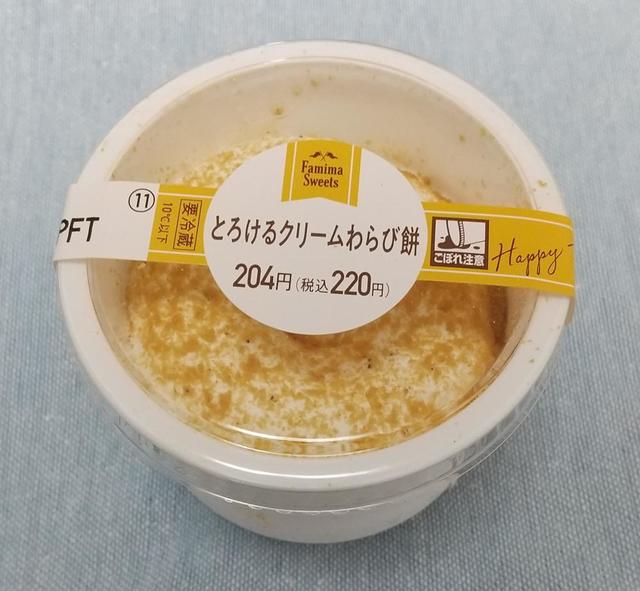 Famima
Sweets
とろけるクリームわらび餅
204円(税込220円)
PFT
⑪
要冷蔵
10℃以下
こぼれ注意
Happy